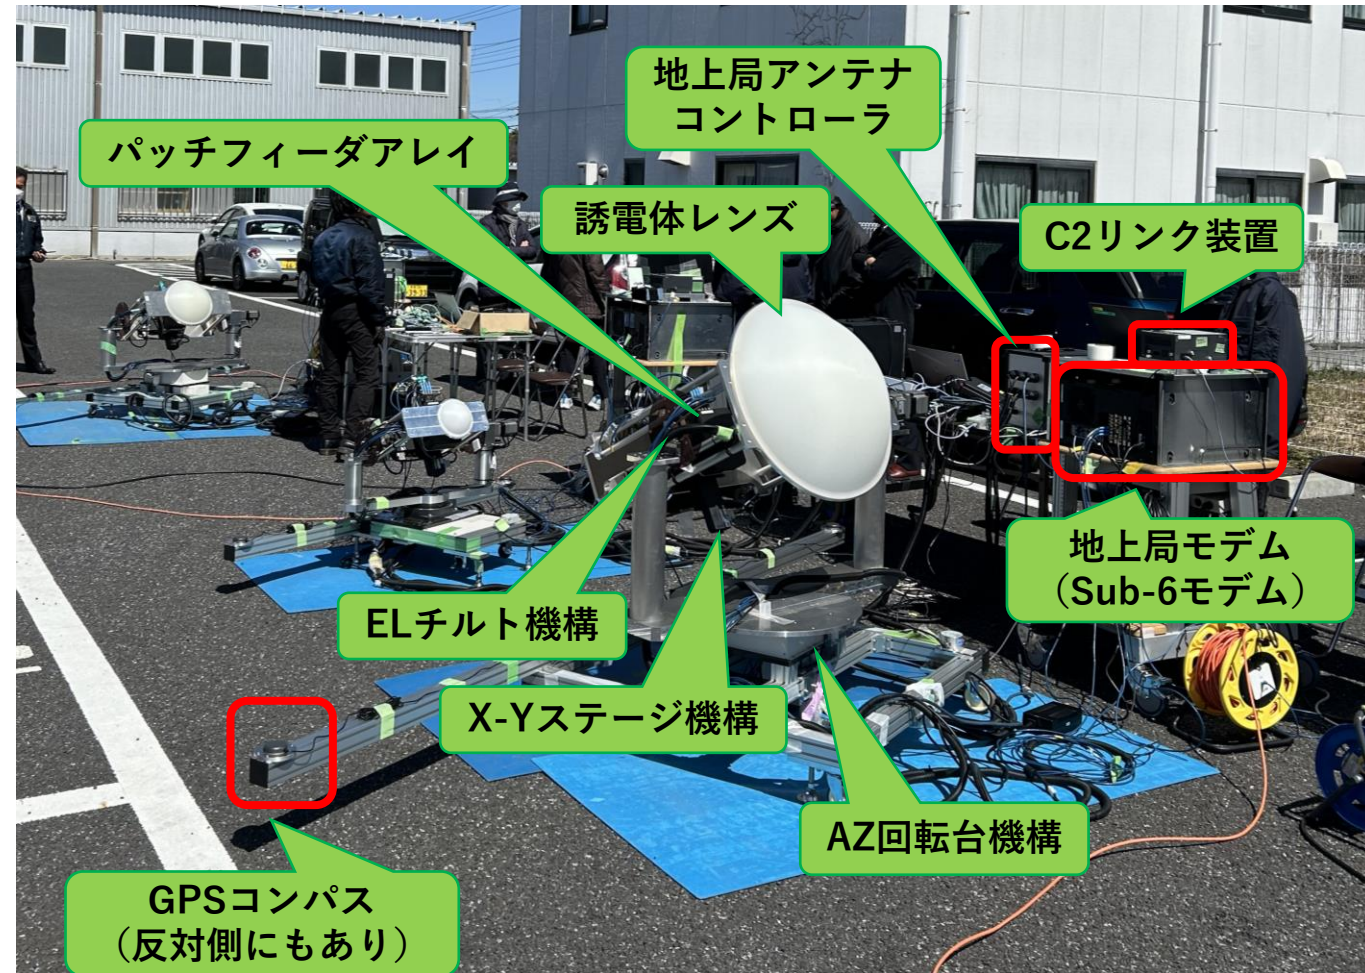 地上局アンテナ
コントローラ
パッチフィーダアレイ
誘電体レンズ
C2リンク装置
地上局モデム
（Sub-6モデム）
ELチルト機構
X-Yステージ機構
AZ回転台機構
GPSコンパス
（反対側にもあり）